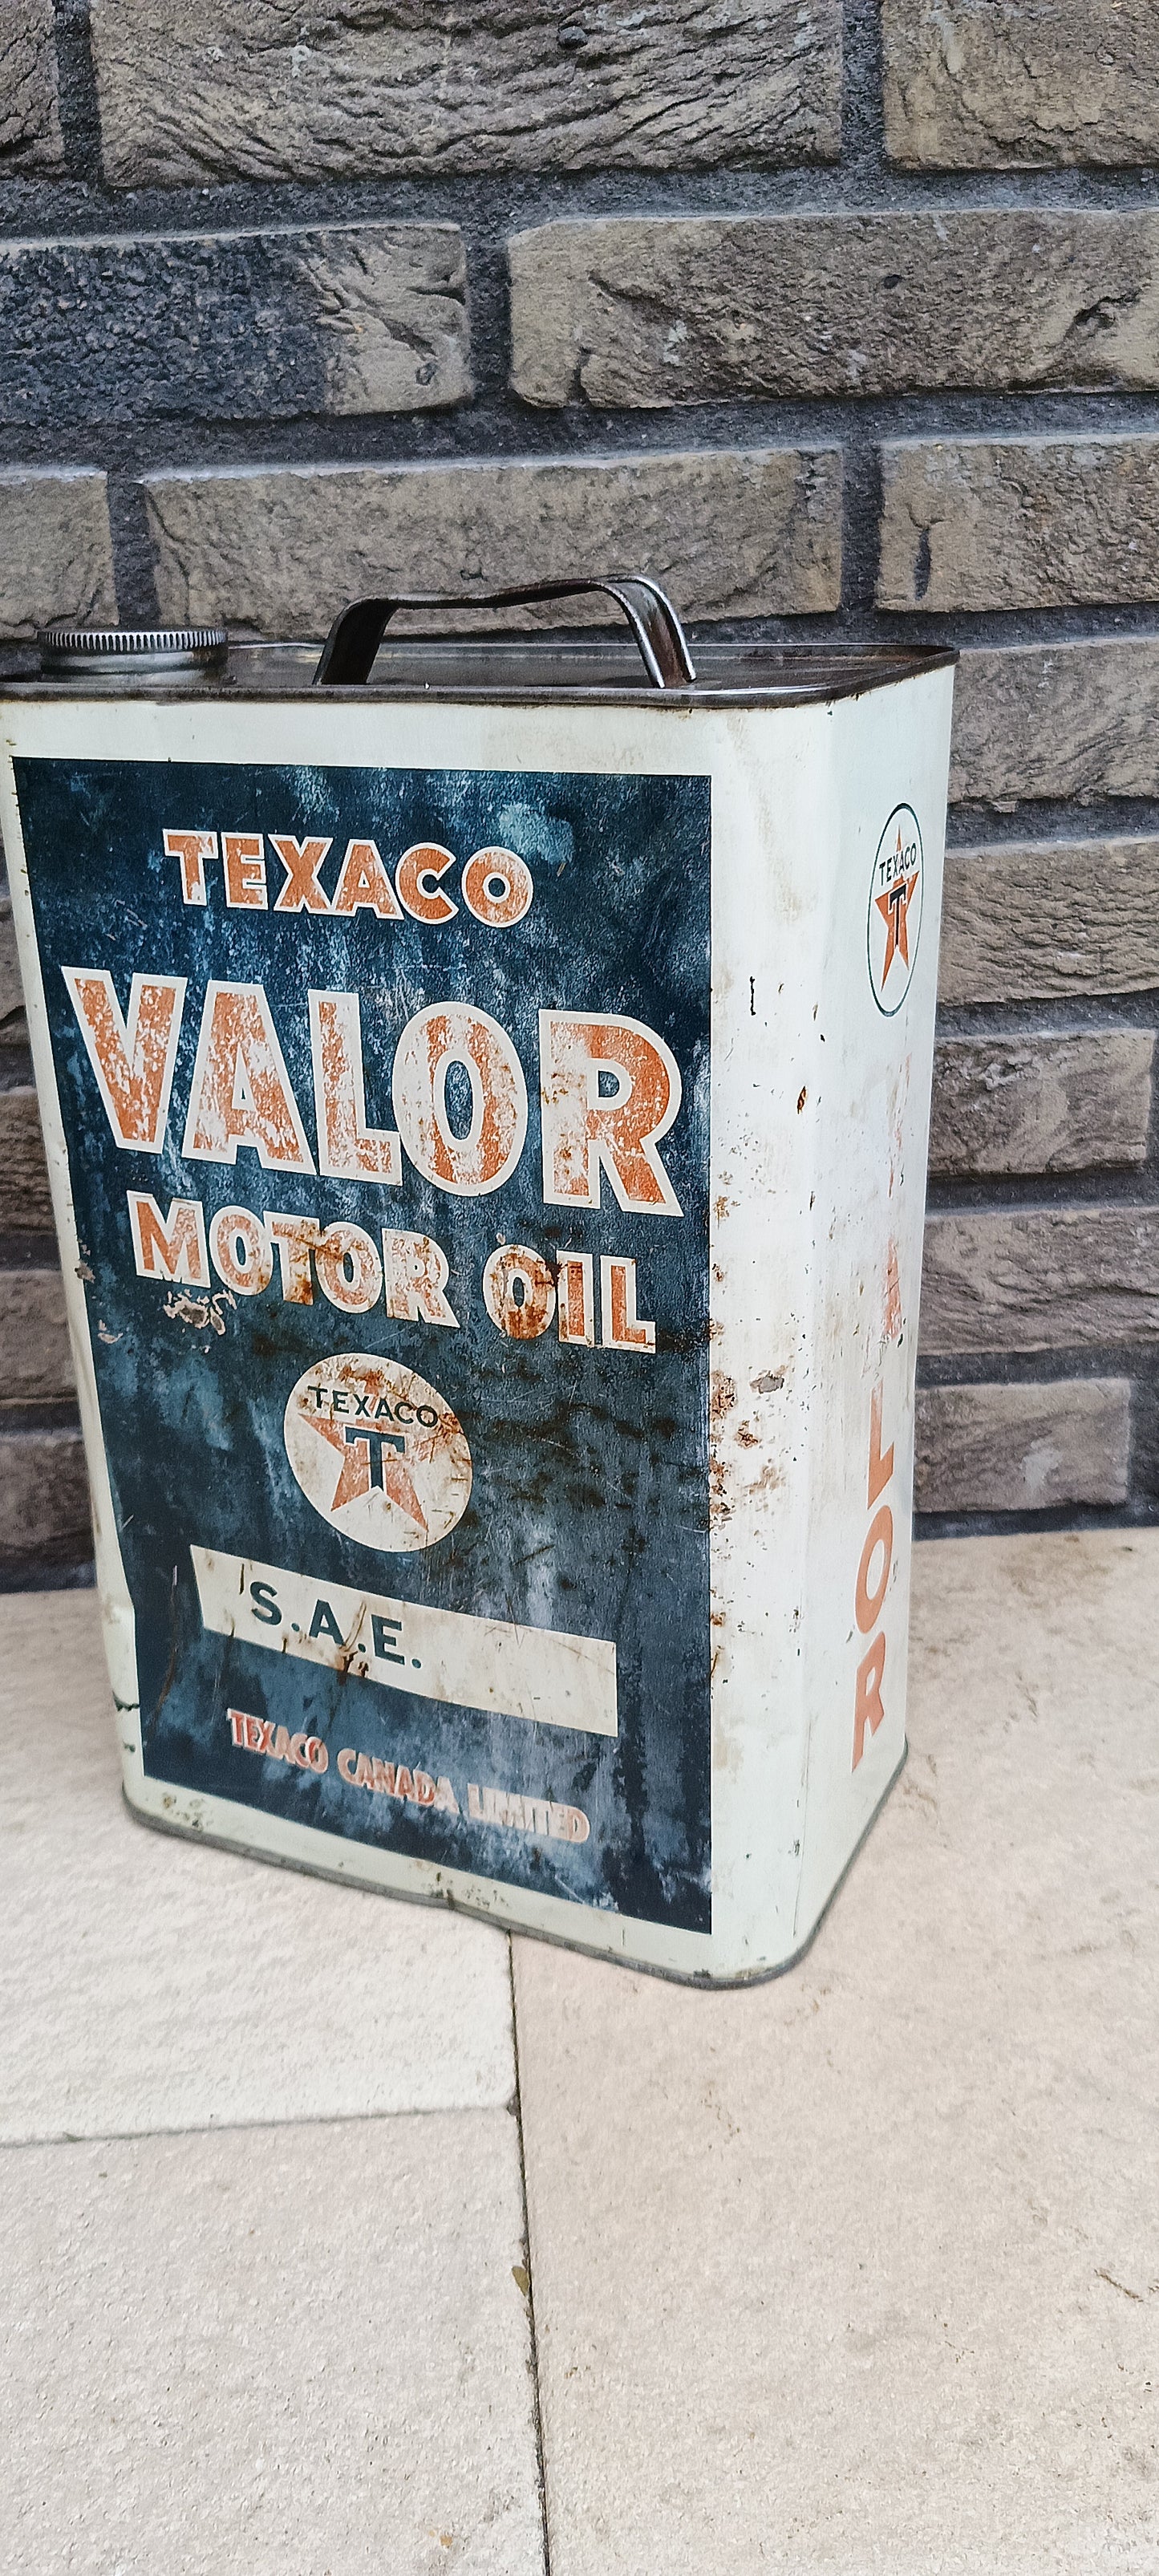 TEXACO
VALOR
MOTOR OIL
TEXACO
T
S.A.E.
TEXACO CANADA LIMITED
TEXACO
T
VALOR